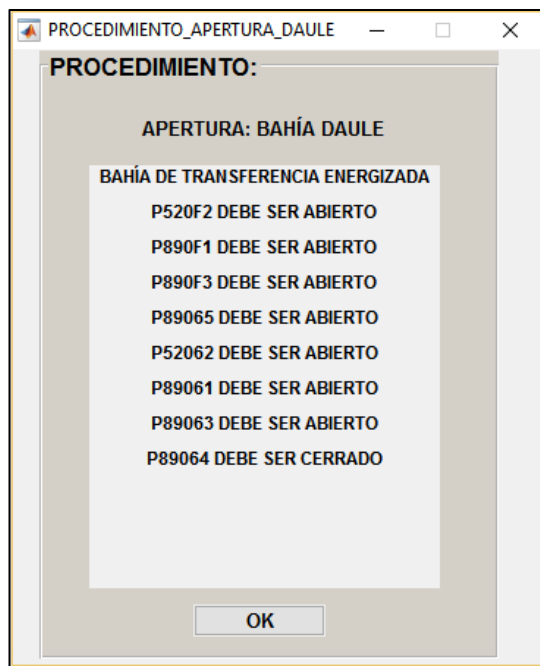 PROCEDIMIENTO_APERTURA_DAULE
PROCEDIMIENTO:
APERTURA: BAHÍA DAULE
BAHÍA DE TRANSFERENCIA ENERGIZADA
P520F2 DEBE SER ABIERTO
P890F1 DEBE SER ABIERTO
P890F3 DEBE SER ABIERTO
P89065 DEBE SER ABIERTO
P52062 DEBE SER ABIERTO
P89061 DEBE SER ABIERTO
P89063 DEBE SER ABIERTO
P89064 DEBE SER CERRADO
OK